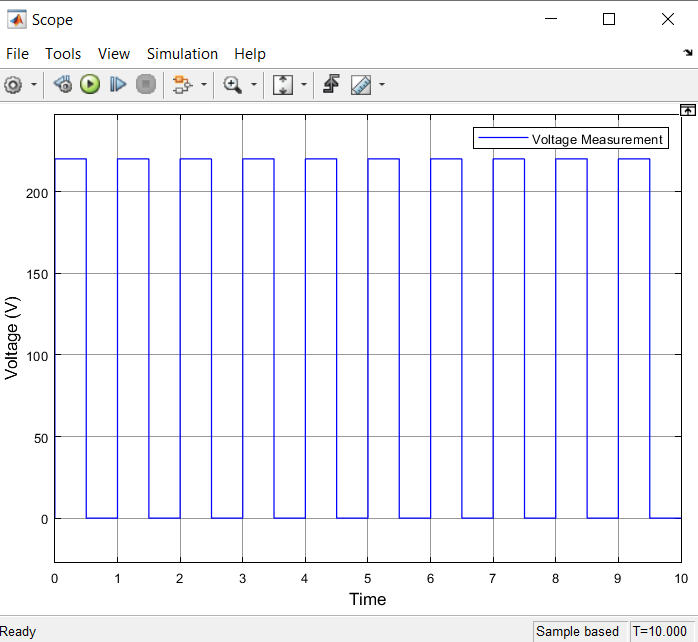 Scope
File Tools View Simulation Help
Voltage Measurement
200
150
100
50
0
Voltage (V)
0 1 2 3 4 5 6 7 8 9 10
Time
Ready Sample based T=10.000